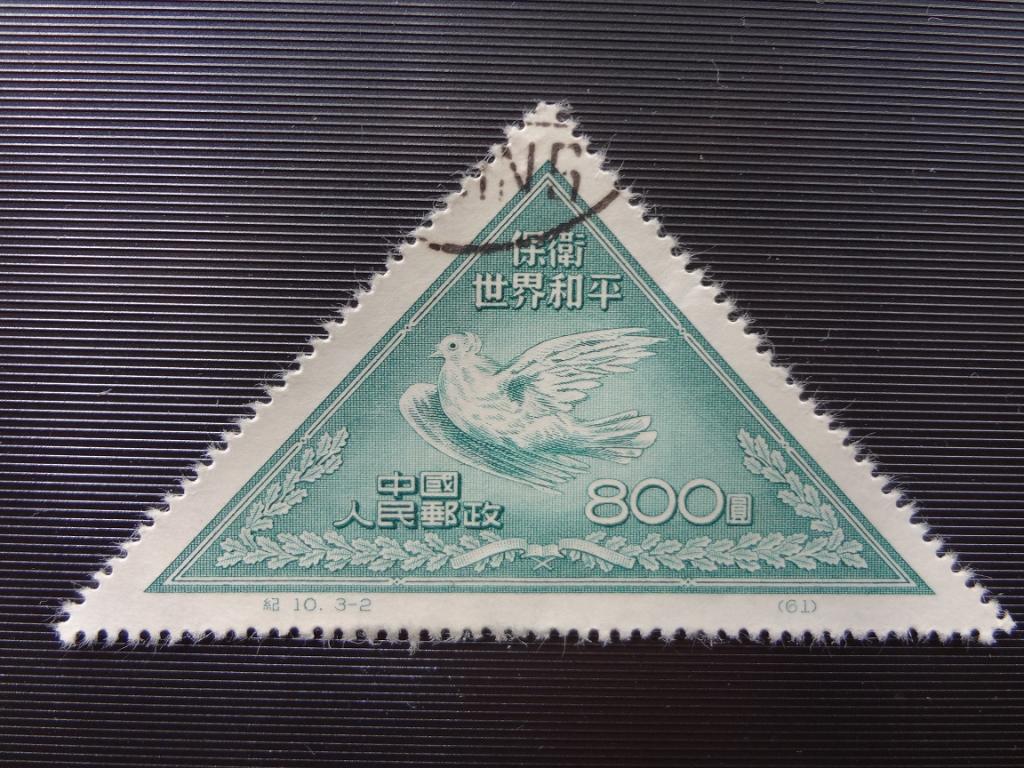 保衛
世界和平
中國
人民郵政
800圓
紀 10. 3-2
(61)